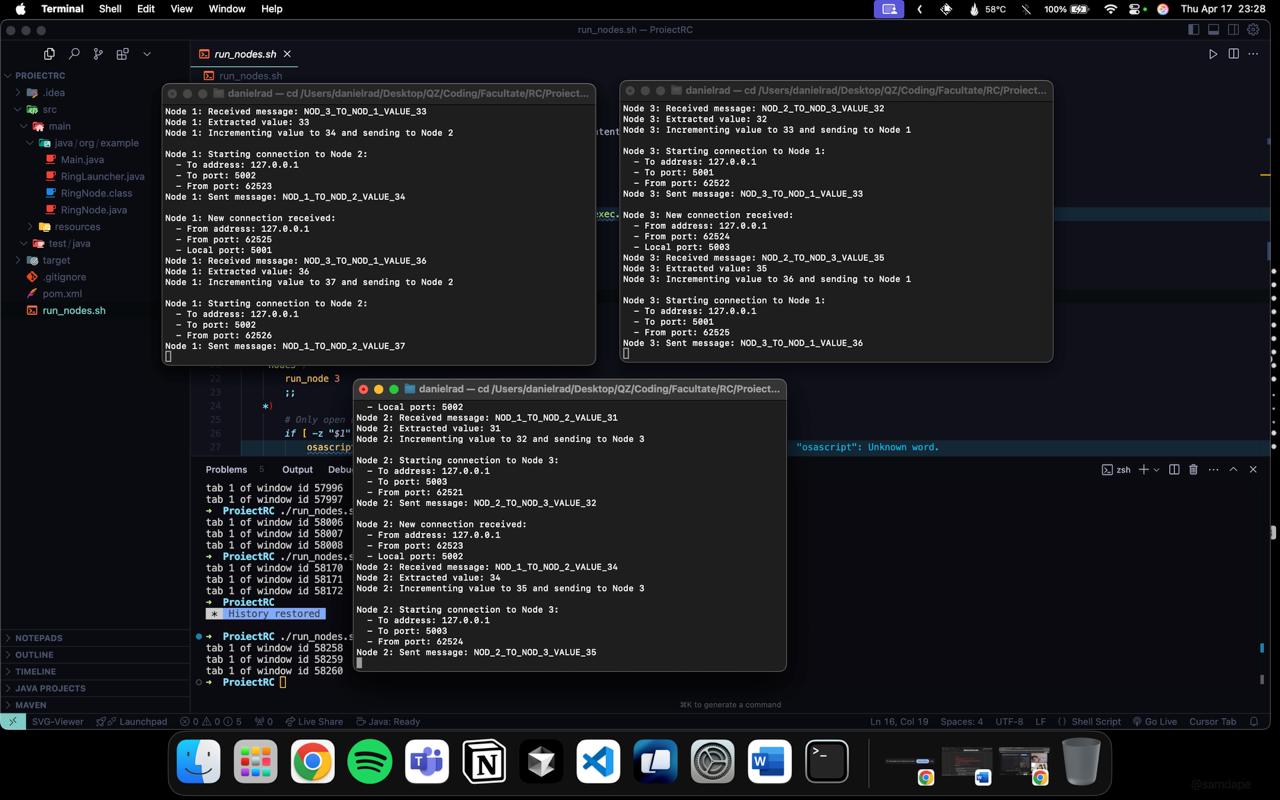 Terminal Shell Edit View Window Help 58°C 100% Thu Apr 17 23:28
run_nodes.sh — ProiectRC
PROIECTRC
.idea
src
main
java/org/example
Main.java
RingLauncher.java
RingNode.class
RingNode.java
resources
test/java
target
.gitignore
pom.xml
run_nodes.sh
NOTEPADS
OUTLINE
TIMELINE
JAVA PROJECTS
MAVEN
run_nodes.sh
run_nodes.sh
danielrad — cd /Users/danielrad/Desktop/QZ/Coding/Facultate/RC/Proiect...
Node 1: Received message: NOD_3_TO_NOD_1_VALUE_33
Node 1: Extracted value: 33
Node 1: Incrementing value to 34 and sending to Node 2
Node 1: Starting connection to Node 2:
– To address: 127.0.0.1
– To port: 5002
– From port: 62523
Node 1: Sent message: NOD_1_TO_NOD_2_VALUE_34
Node 1: New connection received:
– From address: 127.0.0.1
– From port: 62525
– Local port: 5001
Node 1: Received message: NOD_3_TO_NOD_1_VALUE_36
Node 1: Extracted value: 36
Node 1: Incrementing value to 37 and sending to Node 2
Node 1: Starting connection to Node 2:
– To address: 127.0.0.1
– To port: 5002
– From port: 62526
Node 1: Sent message: NOD_1_TO_NOD_2_VALUE_37
danielrad — cd /Users/danielrad/Desktop/QZ/Coding/Facultate/RC/Proiect...
Node 3: Received message: NOD_2_TO_NOD_3_VALUE_32
Node 3: Extracted value: 32
Node 3: Incrementing value to 33 and sending to Node 1
Node 3: Starting connection to Node 1:
– To address: 127.0.0.1
– To port: 5001
– From port: 62522
Node 3: Sent message: NOD_3_TO_NOD_1_VALUE_33
Node 3: New connection received:
– From address: 127.0.0.1
– From port: 62524
– Local port: 5003
Node 3: Received message: NOD_2_TO_NOD_3_VALUE_35
Node 3: Extracted value: 35
Node 3: Incrementing value to 36 and sending to Node 1
Node 3: Starting connection to Node 1:
– To address: 127.0.0.1
– To port: 5001
– From port: 62525
Node 3: Sent message: NOD_3_TO_NOD_1_VALUE_36
22 run_node 3
23 ;;
24 *)
25 # Only open
26 if [ -z "$1"
27 osascrip
"osascript": Unknown word.
danielrad — cd /Users/danielrad/Desktop/QZ/Coding/Facultate/RC/Proiect...
– Local port: 5002
Node 2: Received message: NOD_1_TO_NOD_2_VALUE_31
Node 2: Extracted value: 31
Node 2: Incrementing value to 32 and sending to Node 3
Node 2: Starting connection to Node 3:
– To address: 127.0.0.1
– To port: 5003
– From port: 62521
Node 2: Sent message: NOD_2_TO_NOD_3_VALUE_32
Node 2: New connection received:
– From address: 127.0.0.1
– From port: 62523
– Local port: 5002
Node 2: Received message: NOD_1_TO_NOD_2_VALUE_34
Node 2: Extracted value: 34
Node 2: Incrementing value to 35 and sending to Node 3
Node 2: Starting connection to Node 3:
– To address: 127.0.0.1
– To port: 5003
– From port: 62524
Node 2: Sent message: NOD_2_TO_NOD_3_VALUE_35
Problems 5 Output Debu
zsh
tab 1 of window id 57996
tab 1 of window id 57997
➜ ProiectRC ./run_nodes.s
tab 1 of window id 58006
tab 1 of window id 58007
tab 1 of window id 58008
➜ ProiectRC ./run_nodes.s
tab 1 of window id 58170
tab 1 of window id 58171
tab 1 of window id 58172
➜ ProiectRC
* History restored
➜ ProiectRC ./run_nodes.s
tab 1 of window id 58258
tab 1 of window id 58259
tab 1 of window id 58260
➜ ProiectRC
⌘K to generate a command
SVG-Viewer Launchpad 0 0 5 0 Live Share Java: Ready Ln 16, Col 19 Spaces: 4 UTF-8 LF Shell Script Go Live Cursor Tab
@samdape